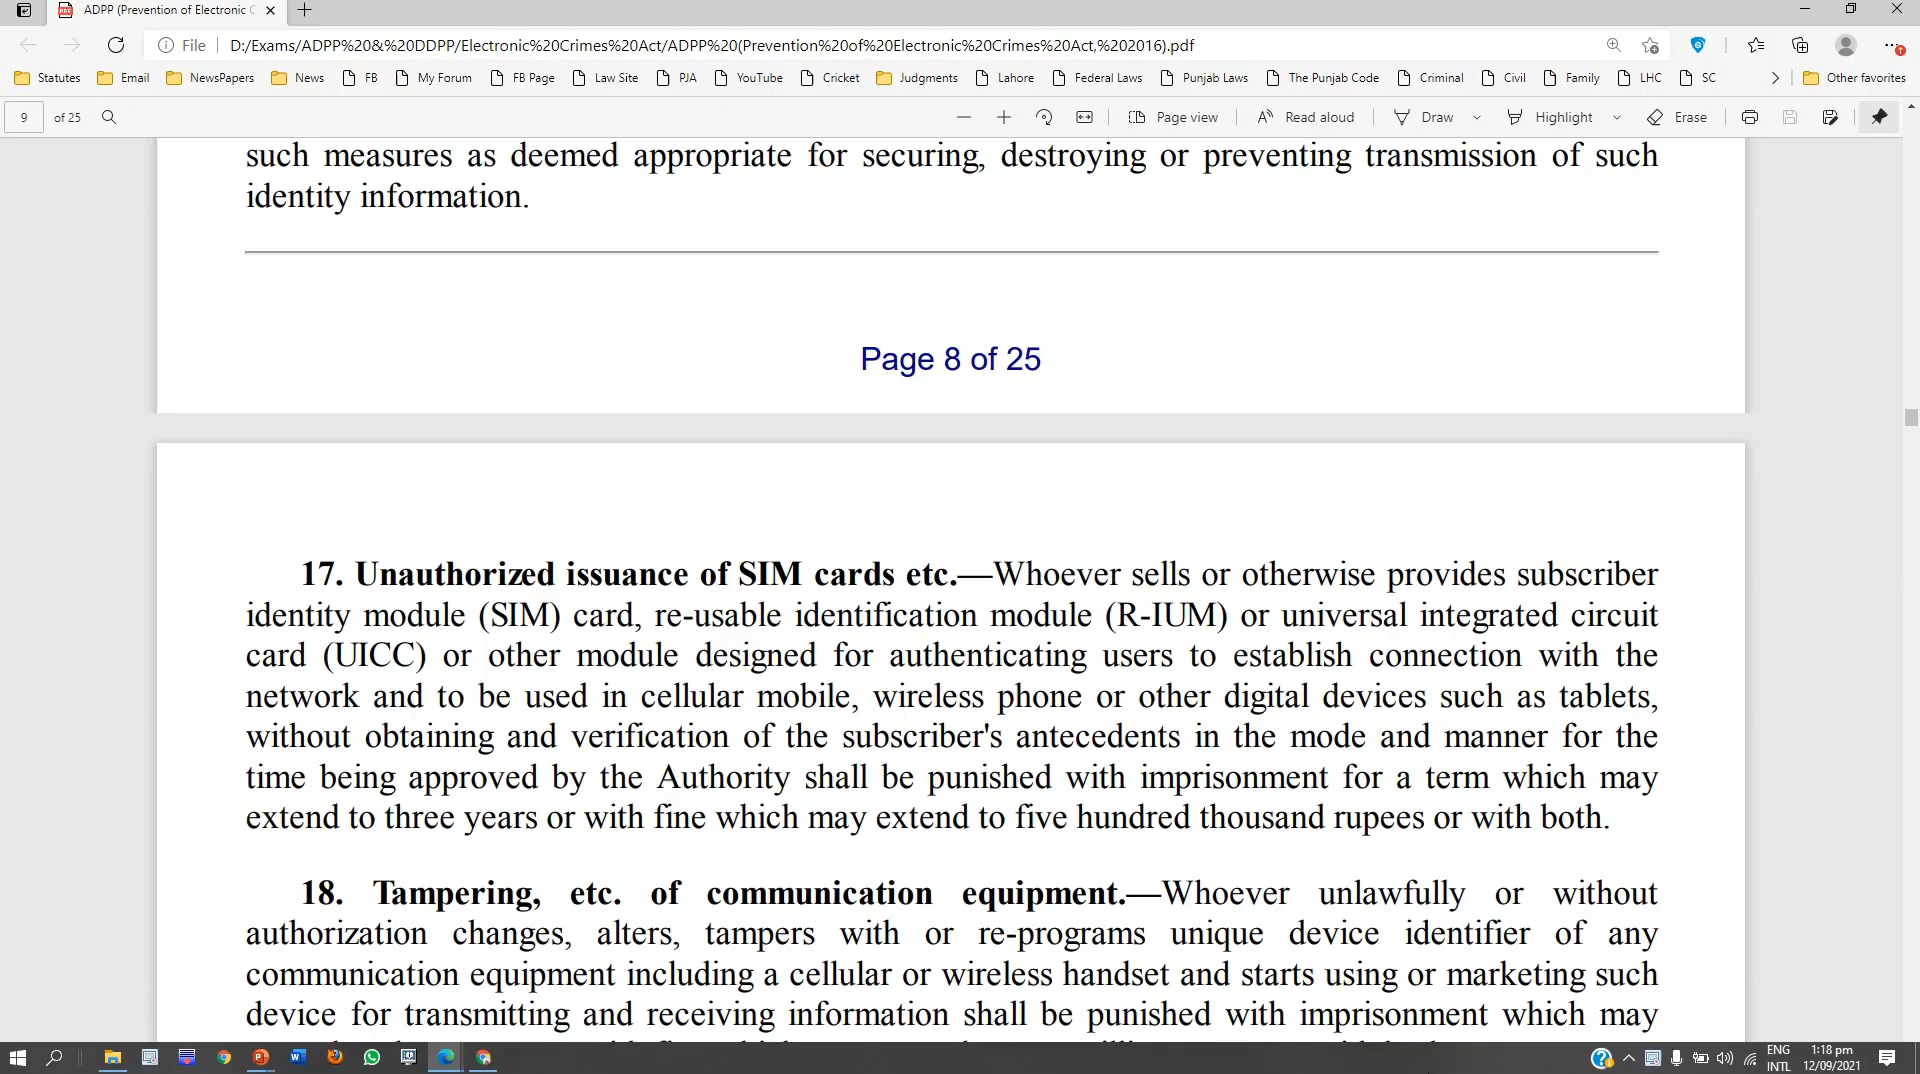 ADPP (Prevention of Electronic C
File
D:/Exams/ADPP%20&%20DDPP/Electronic%20Crimes%20Act/ADPP%20(Prevention%20of%20Electronic%20Crimes%20Act,%202016).pdf
Statutes Email NewsPapers News FB My Forum FB Page Law Site PJA YouTube Cricket Judgments Lahore Federal Laws Punjab Laws The Punjab Code Criminal Civil Family LHC SC Other favorites
9 of 25 Page view Read aloud Draw Highlight Erase
such measures as deemed appropriate for securing, destroying or preventing transmission of such
identity information.
Page 8 of 25
17. Unauthorized issuance of SIM cards etc.—Whoever sells or otherwise provides subscriber
identity module (SIM) card, re-usable identification module (R-IUM) or universal integrated circuit
card (UICC) or other module designed for authenticating users to establish connection with the
network and to be used in cellular mobile, wireless phone or other digital devices such as tablets,
without obtaining and verification of the subscriber's antecedents in the mode and manner for the
time being approved by the Authority shall be punished with imprisonment for a term which may
extend to three years or with fine which may extend to five hundred thousand rupees or with both.
18. Tampering, etc. of communication equipment.—Whoever unlawfully or without
authorization changes, alters, tampers with or re-programs unique device identifier of any
communication equipment including a cellular or wireless handset and starts using or marketing such
device for transmitting and receiving information shall be punished with imprisonment which may
ENG 1:18 pm
INTL 12/09/2021